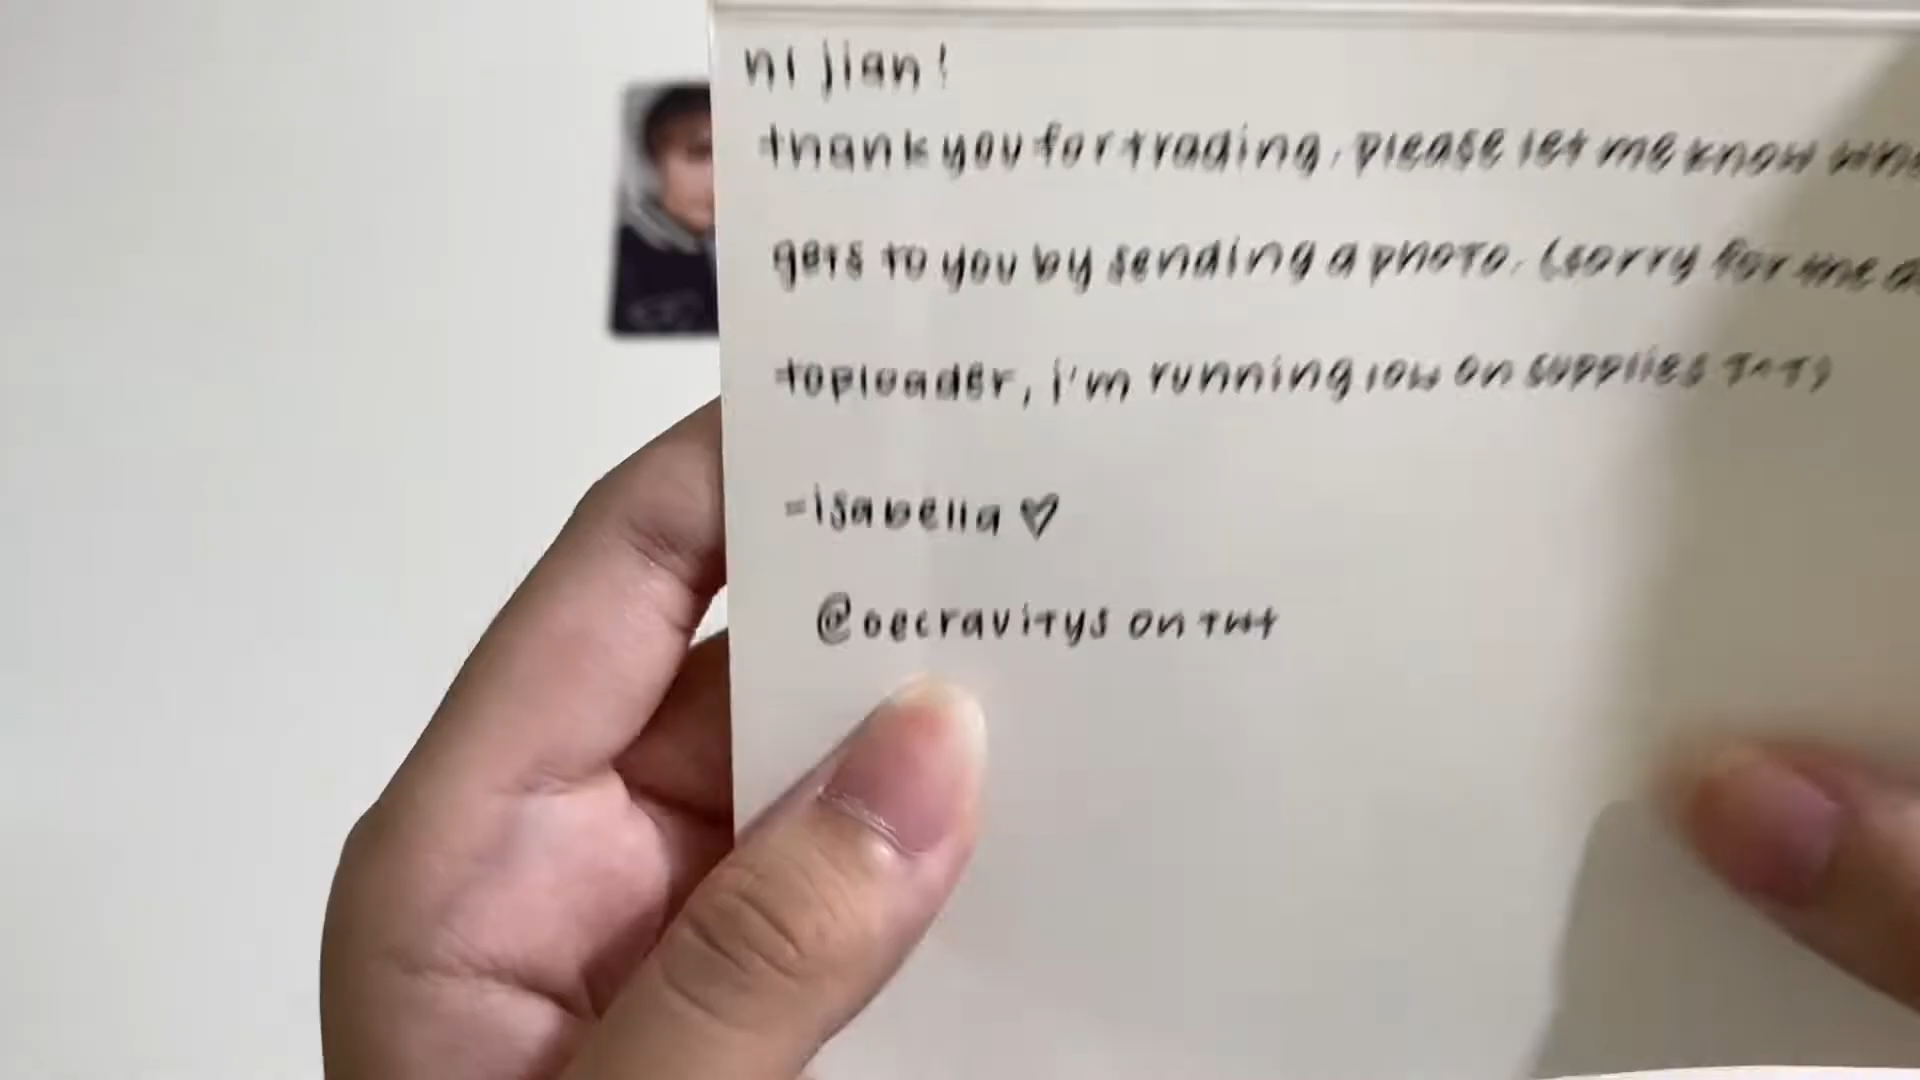 hi jian!
thank you for trading, please let me know
gets to you by sending a photo. (sorry for the
toploader, i'm running low on supplies T^T)
-isabella ♡
@oecravitys on twt